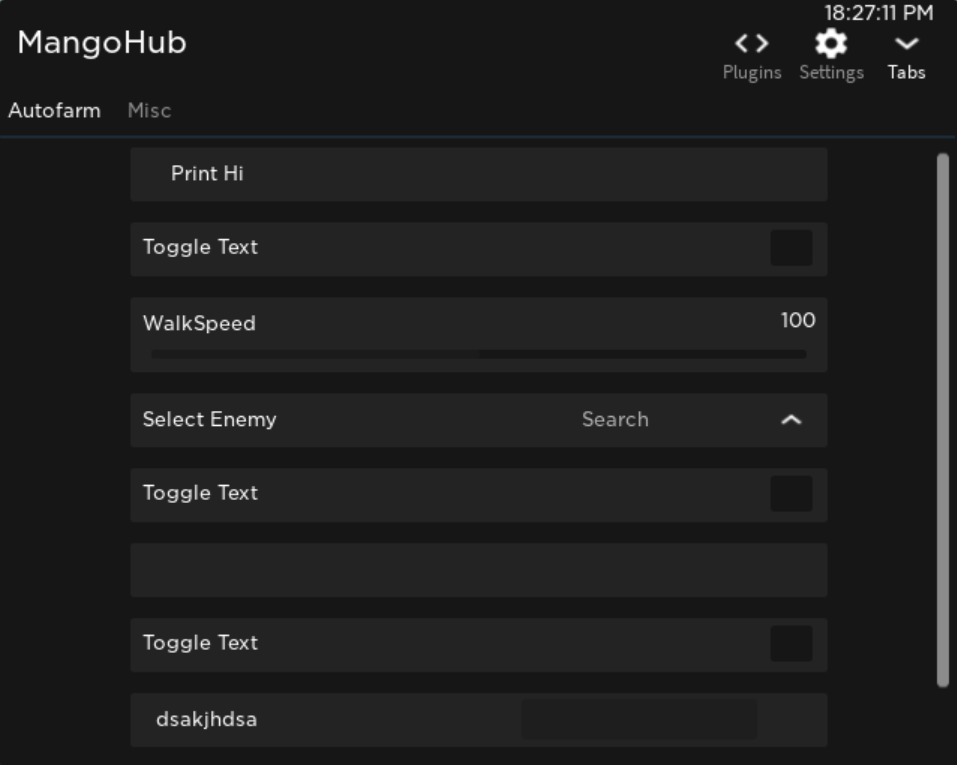 18:27:11 PM
MangoHub
Plugins Settings Tabs
Autofarm Misc
Print Hi
Toggle Text
WalkSpeed 100
Select Enemy Search
Toggle Text
Toggle Text
dsakjhdsa